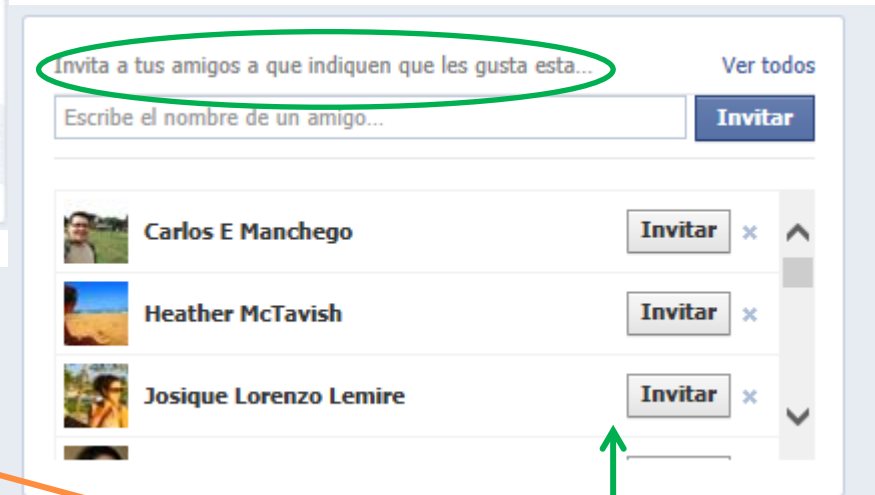 Invita a tus amigos a que indiquen que les gusta esta... Ver todos
Escribe el nombre de un amigo... Invitar
Carlos E Manchego Invitar
Heather McTavish Invitar
Josique Lorenzo Lemire Invitar